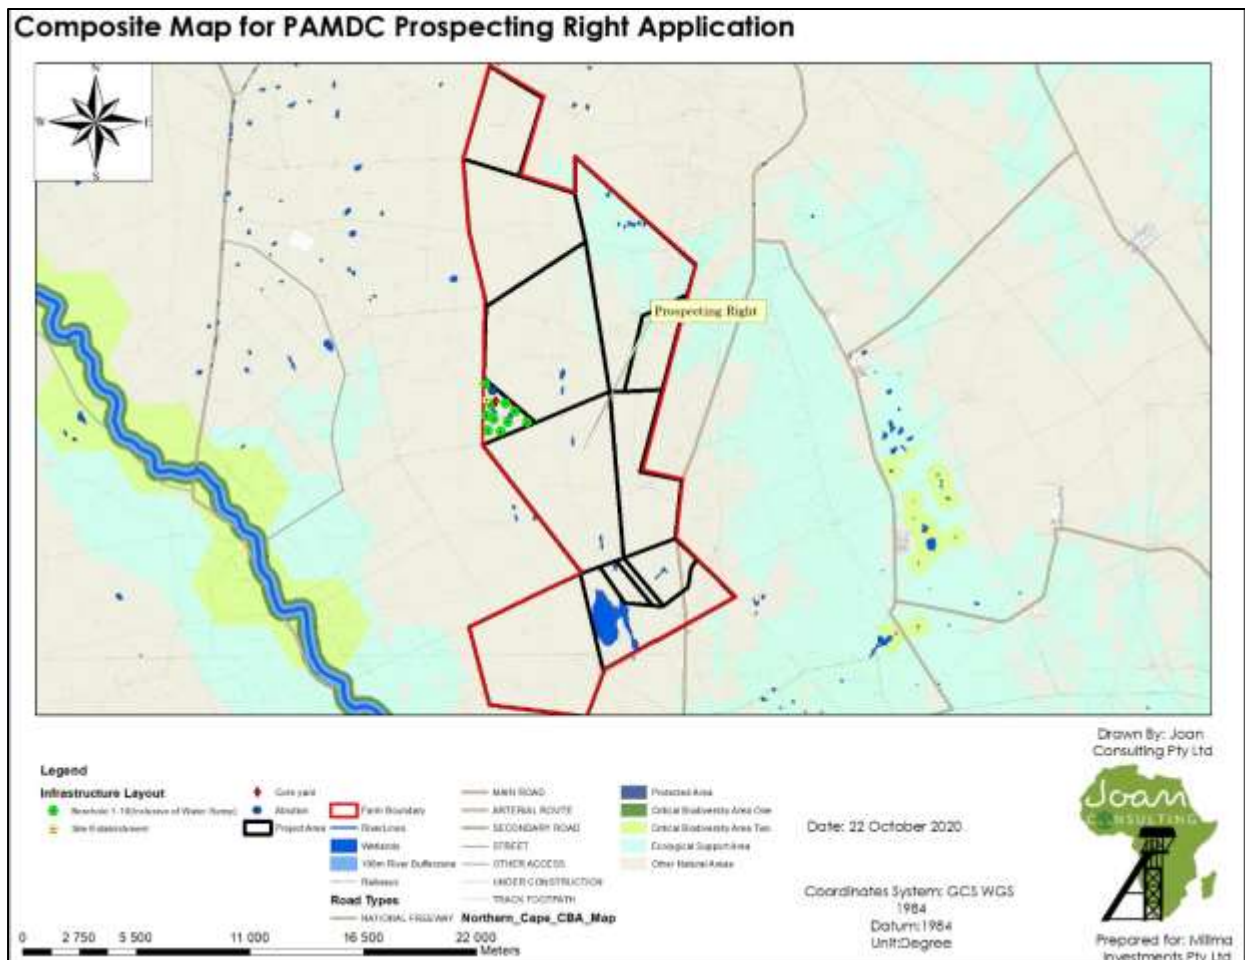 Composite Map for PAMDC Prospecting Right Application
N
W E
S
Prospecting Right
Legend
Infrastructure Layout
Site Establishment
Core yard
Ablution
Project Area
Farm Boundary
RiverLines
Wetlands
100m River Bufferzone
Railways
Road Types
NATIONAL FREEWAY
MAIN ROAD
ARTERIAL ROUTE
SECONDARY ROAD
STREET
OTHER ACCESS
UNDER CONSTRUCTION
TRACK FOOTPATH
Northern_Cape_CBA_Map
Protected Area
Critical Biodiversity Area One
Critical Biodiversity Area Two
Ecological Support Area
Other Natural Areas
0 2 750 5 500 11 000 16 500 22 000
Meters
Date: 22 October 2020
Coordinates System: GCS WGS
1984
Datum:1984
Unit:Degree
Drawn By: Joan
Consulting Pty Ltd
Joan
CONSULTING
Prepared for: Millma
Investments Pty Ltd